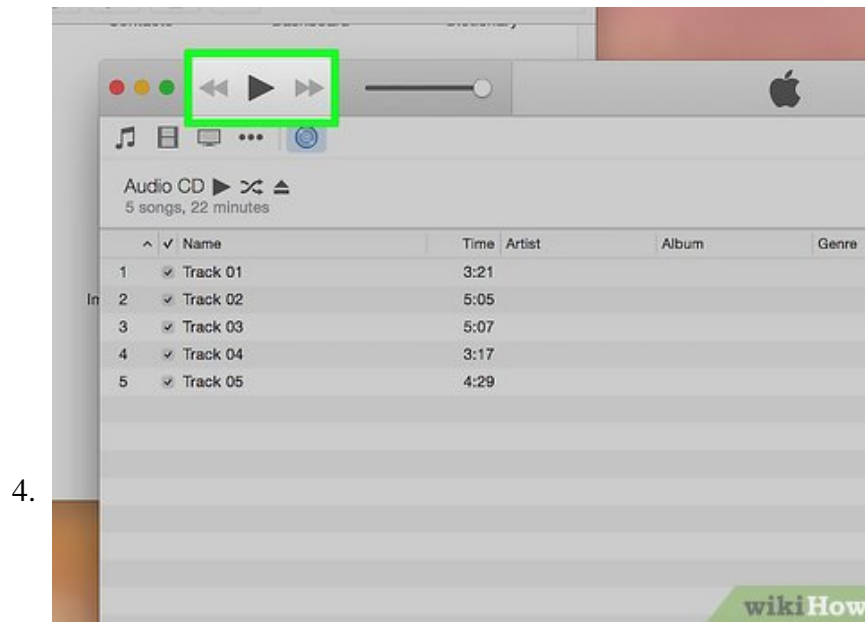 Audio CD
5 songs, 22 minutes
Name Time Artist Album Genre
1 Track 01 3:21
2 Track 02 5:05
3 Track 03 5:07
4 Track 04 3:17
5 Track 05 4:29
4.
wikiHow